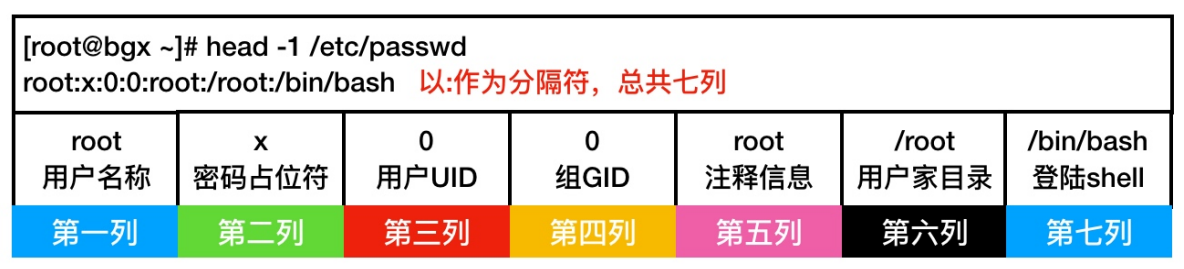 [root@bgx ~]# head -1 /etc/passwd
root:x:0:0:root:/root:/bin/bash 以:作为分隔符，总共七列
root x 0 0 root /root /bin/bash
用户名称 密码占位符 用户UID 组GID 注释信息 用户家目录 登陆shell
第一列 第二列 第三列 第四列 第五列 第六列 第七列